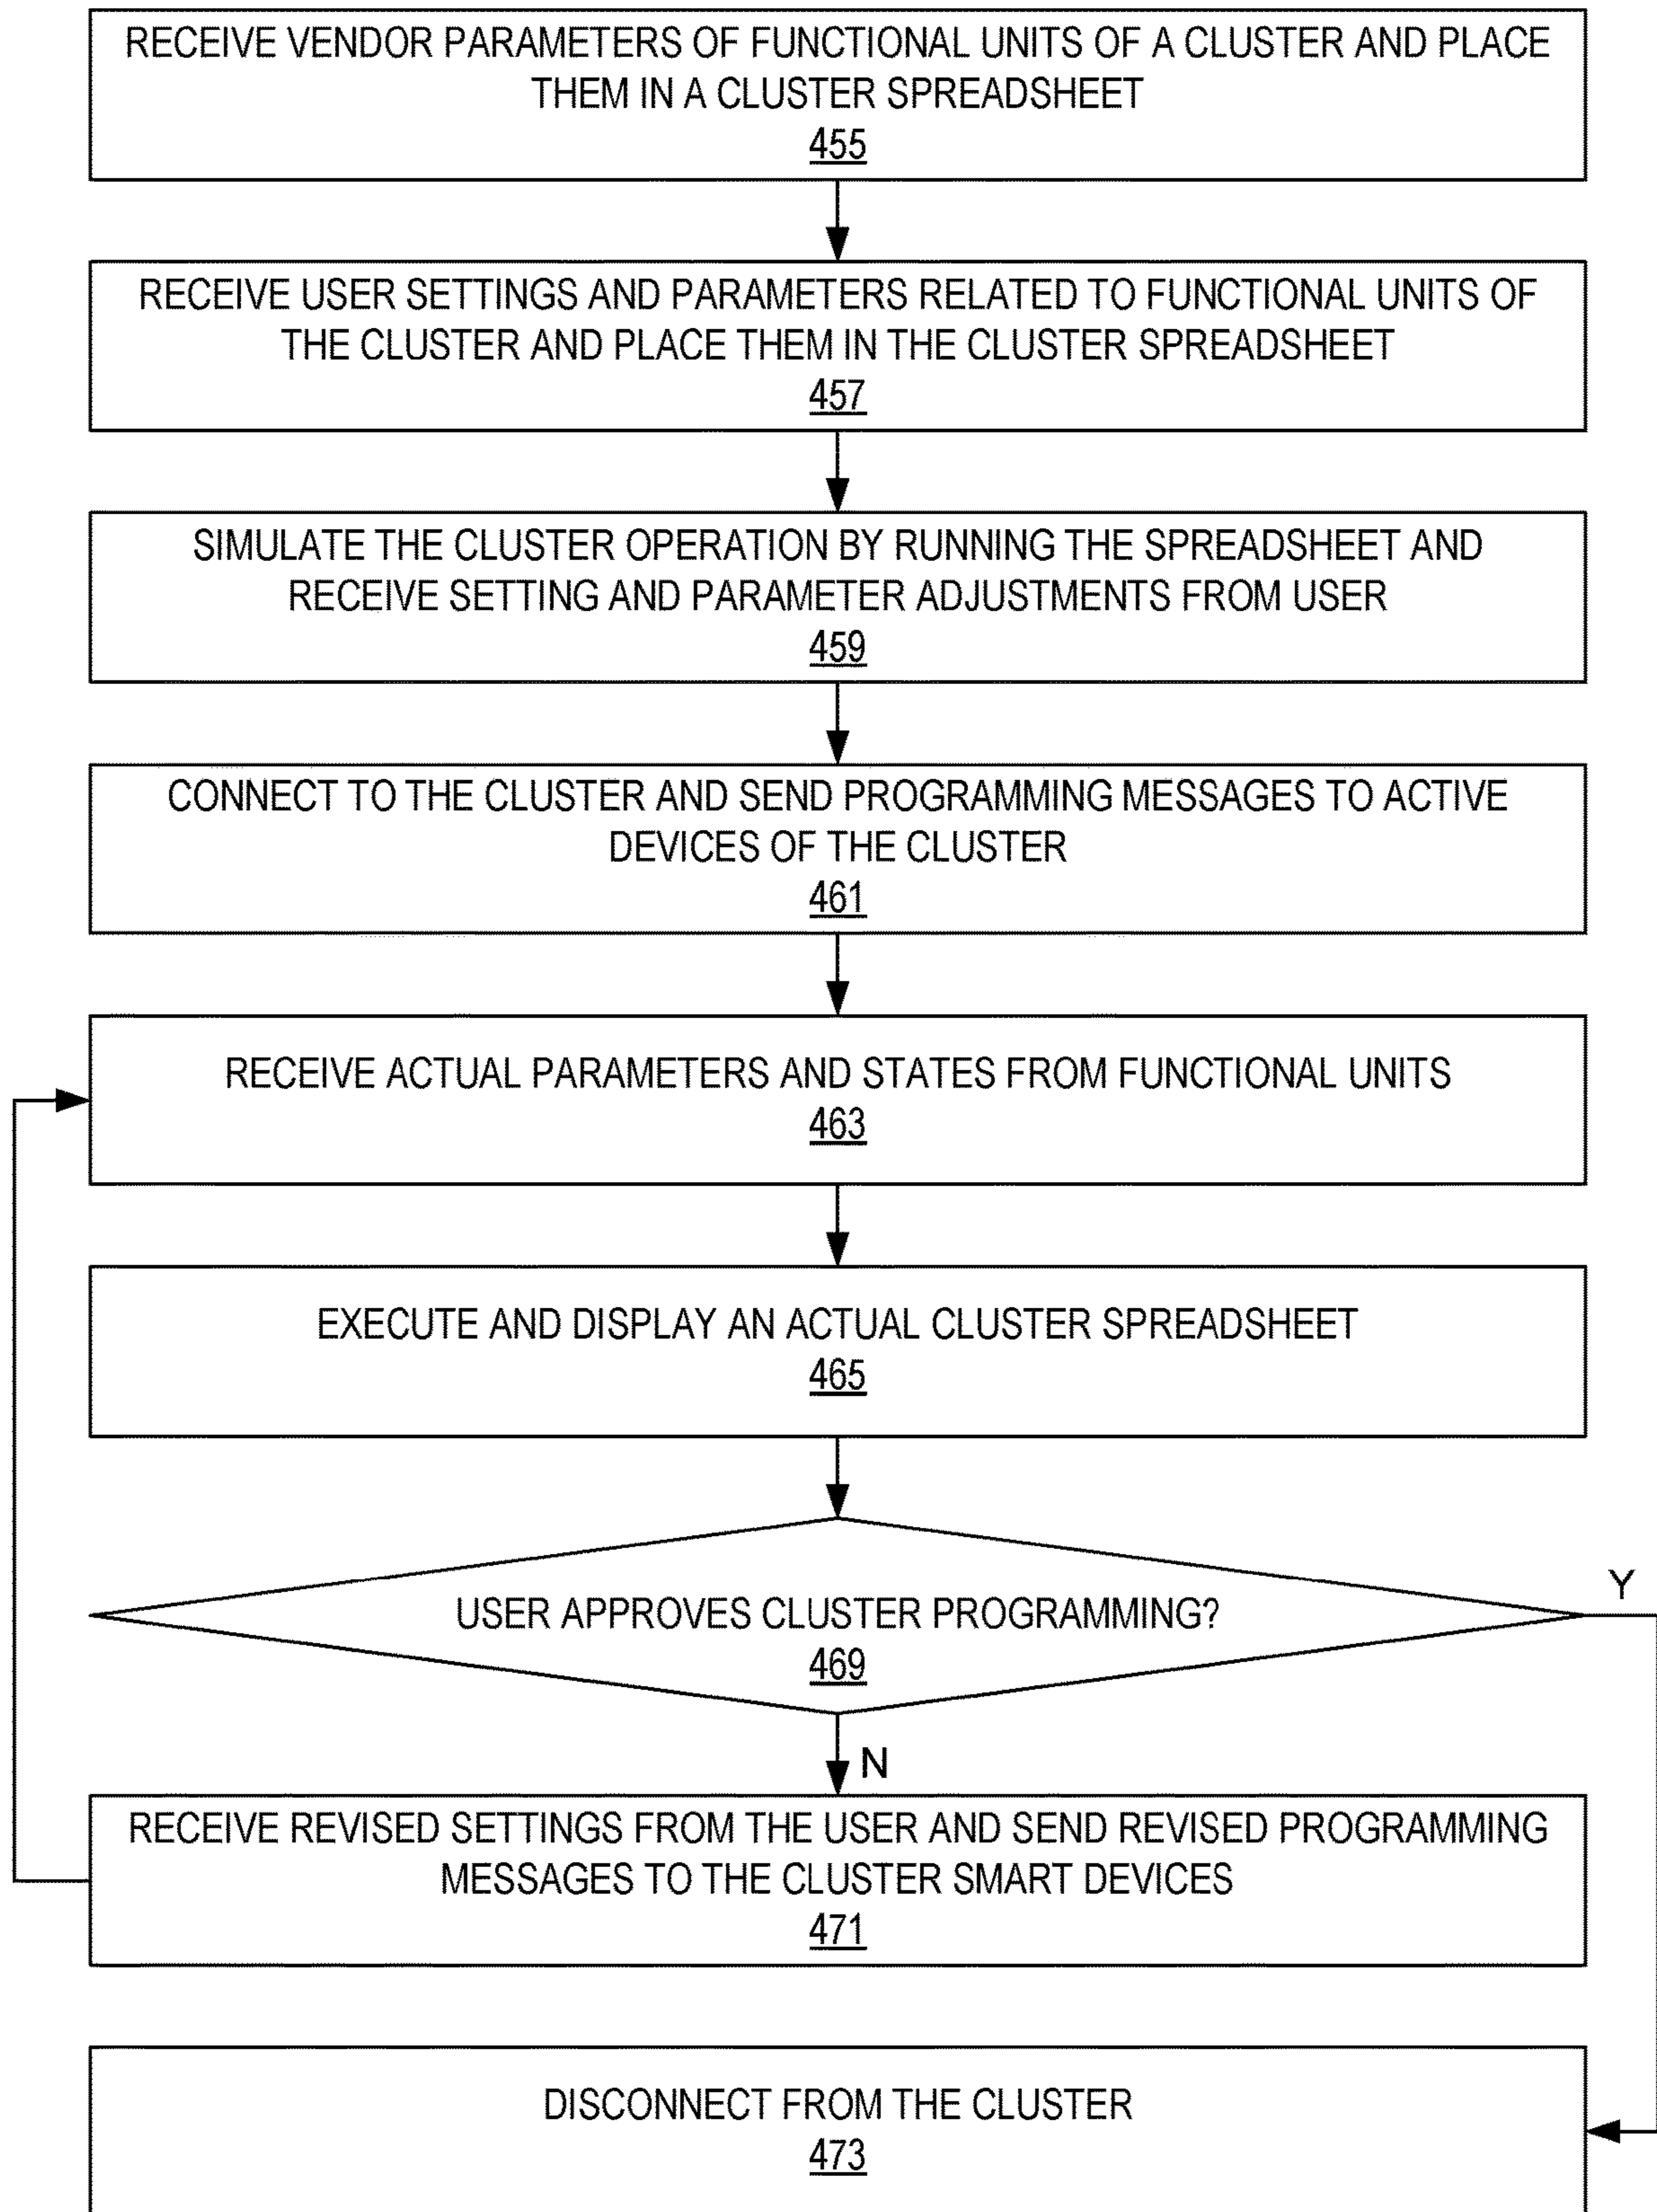 RECEIVE VENDOR PARAMETERS OF FUNCTIONAL UNITS OF A CLUSTER AND PLACE
THEM IN A CLUSTER SPREADSHEET
455
RECEIVE USER SETTINGS AND PARAMETERS RELATED TO FUNCTIONAL UNITS OF
THE CLUSTER AND PLACE THEM IN THE CLUSTER SPREADSHEET
457
SIMULATE THE CLUSTER OPERATION BY RUNNING THE SPREADSHEET AND
RECEIVE SETTING AND PARAMETER ADJUSTMENTS FROM USER
459
CONNECT TO THE CLUSTER AND SEND PROGRAMMING MESSAGES TO ACTIVE
DEVICES OF THE CLUSTER
461
RECEIVE ACTUAL PARAMETERS AND STATES FROM FUNCTIONAL UNITS
463
EXECUTE AND DISPLAY AN ACTUAL CLUSTER SPREADSHEET
465
Y
USER APPROVES CLUSTER PROGRAMMING?
469
N
RECEIVE REVISED SETTINGS FROM THE USER AND SEND REVISED PROGRAMMING
MESSAGES TO THE CLUSTER SMART DEVICES
471
DISCONNECT FROM THE CLUSTER
473